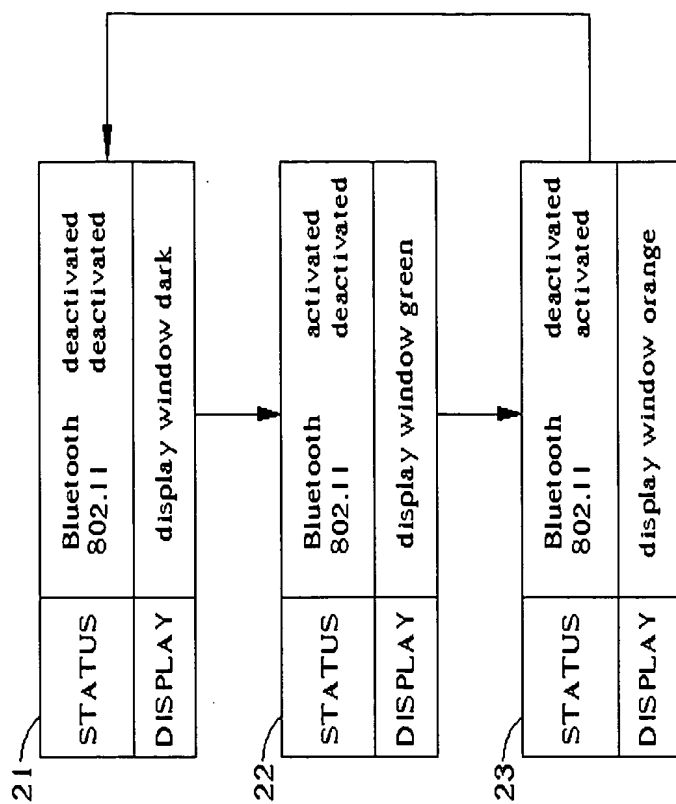 21
STATUS
Bluetooth deactivated
802.11 deactivated
DISPLAY
display window dark
22
STATUS
Bluetooth activated
802.11 deactivated
DISPLAY
display window green
23
STATUS
Bluetooth deactivated
802.11 activated
DISPLAY
display window orange